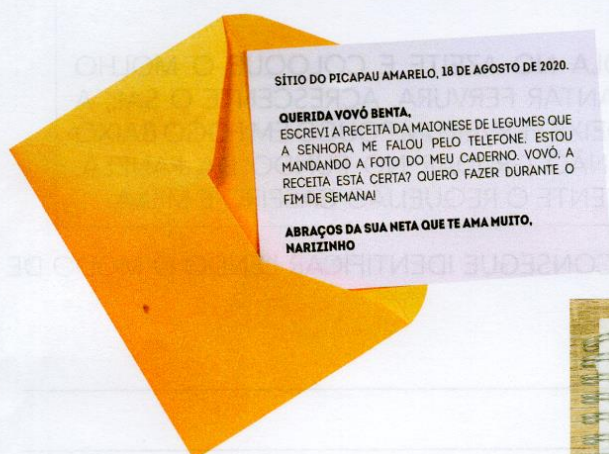 SÍTIO DO PICAPAU AMARELO, 18 DE AGOSTO DE 2020.
QUERIDA VOVÓ BENTA,
ESCREVI A RECEITA DA MAIONESE DE LEGUMES QUE
A SENHORA ME FALOU PELO TELEFONE. ESTOU
MANDANDO A FOTO DO MEU CADERNO. VOVÓ, A
RECEITA ESTÁ CERTA? QUERO FAZER DURANTE O
FIM DE SEMANA!
ABRAÇOS DA SUA NETA QUE TE AMA MUITO,
NARIZINHO